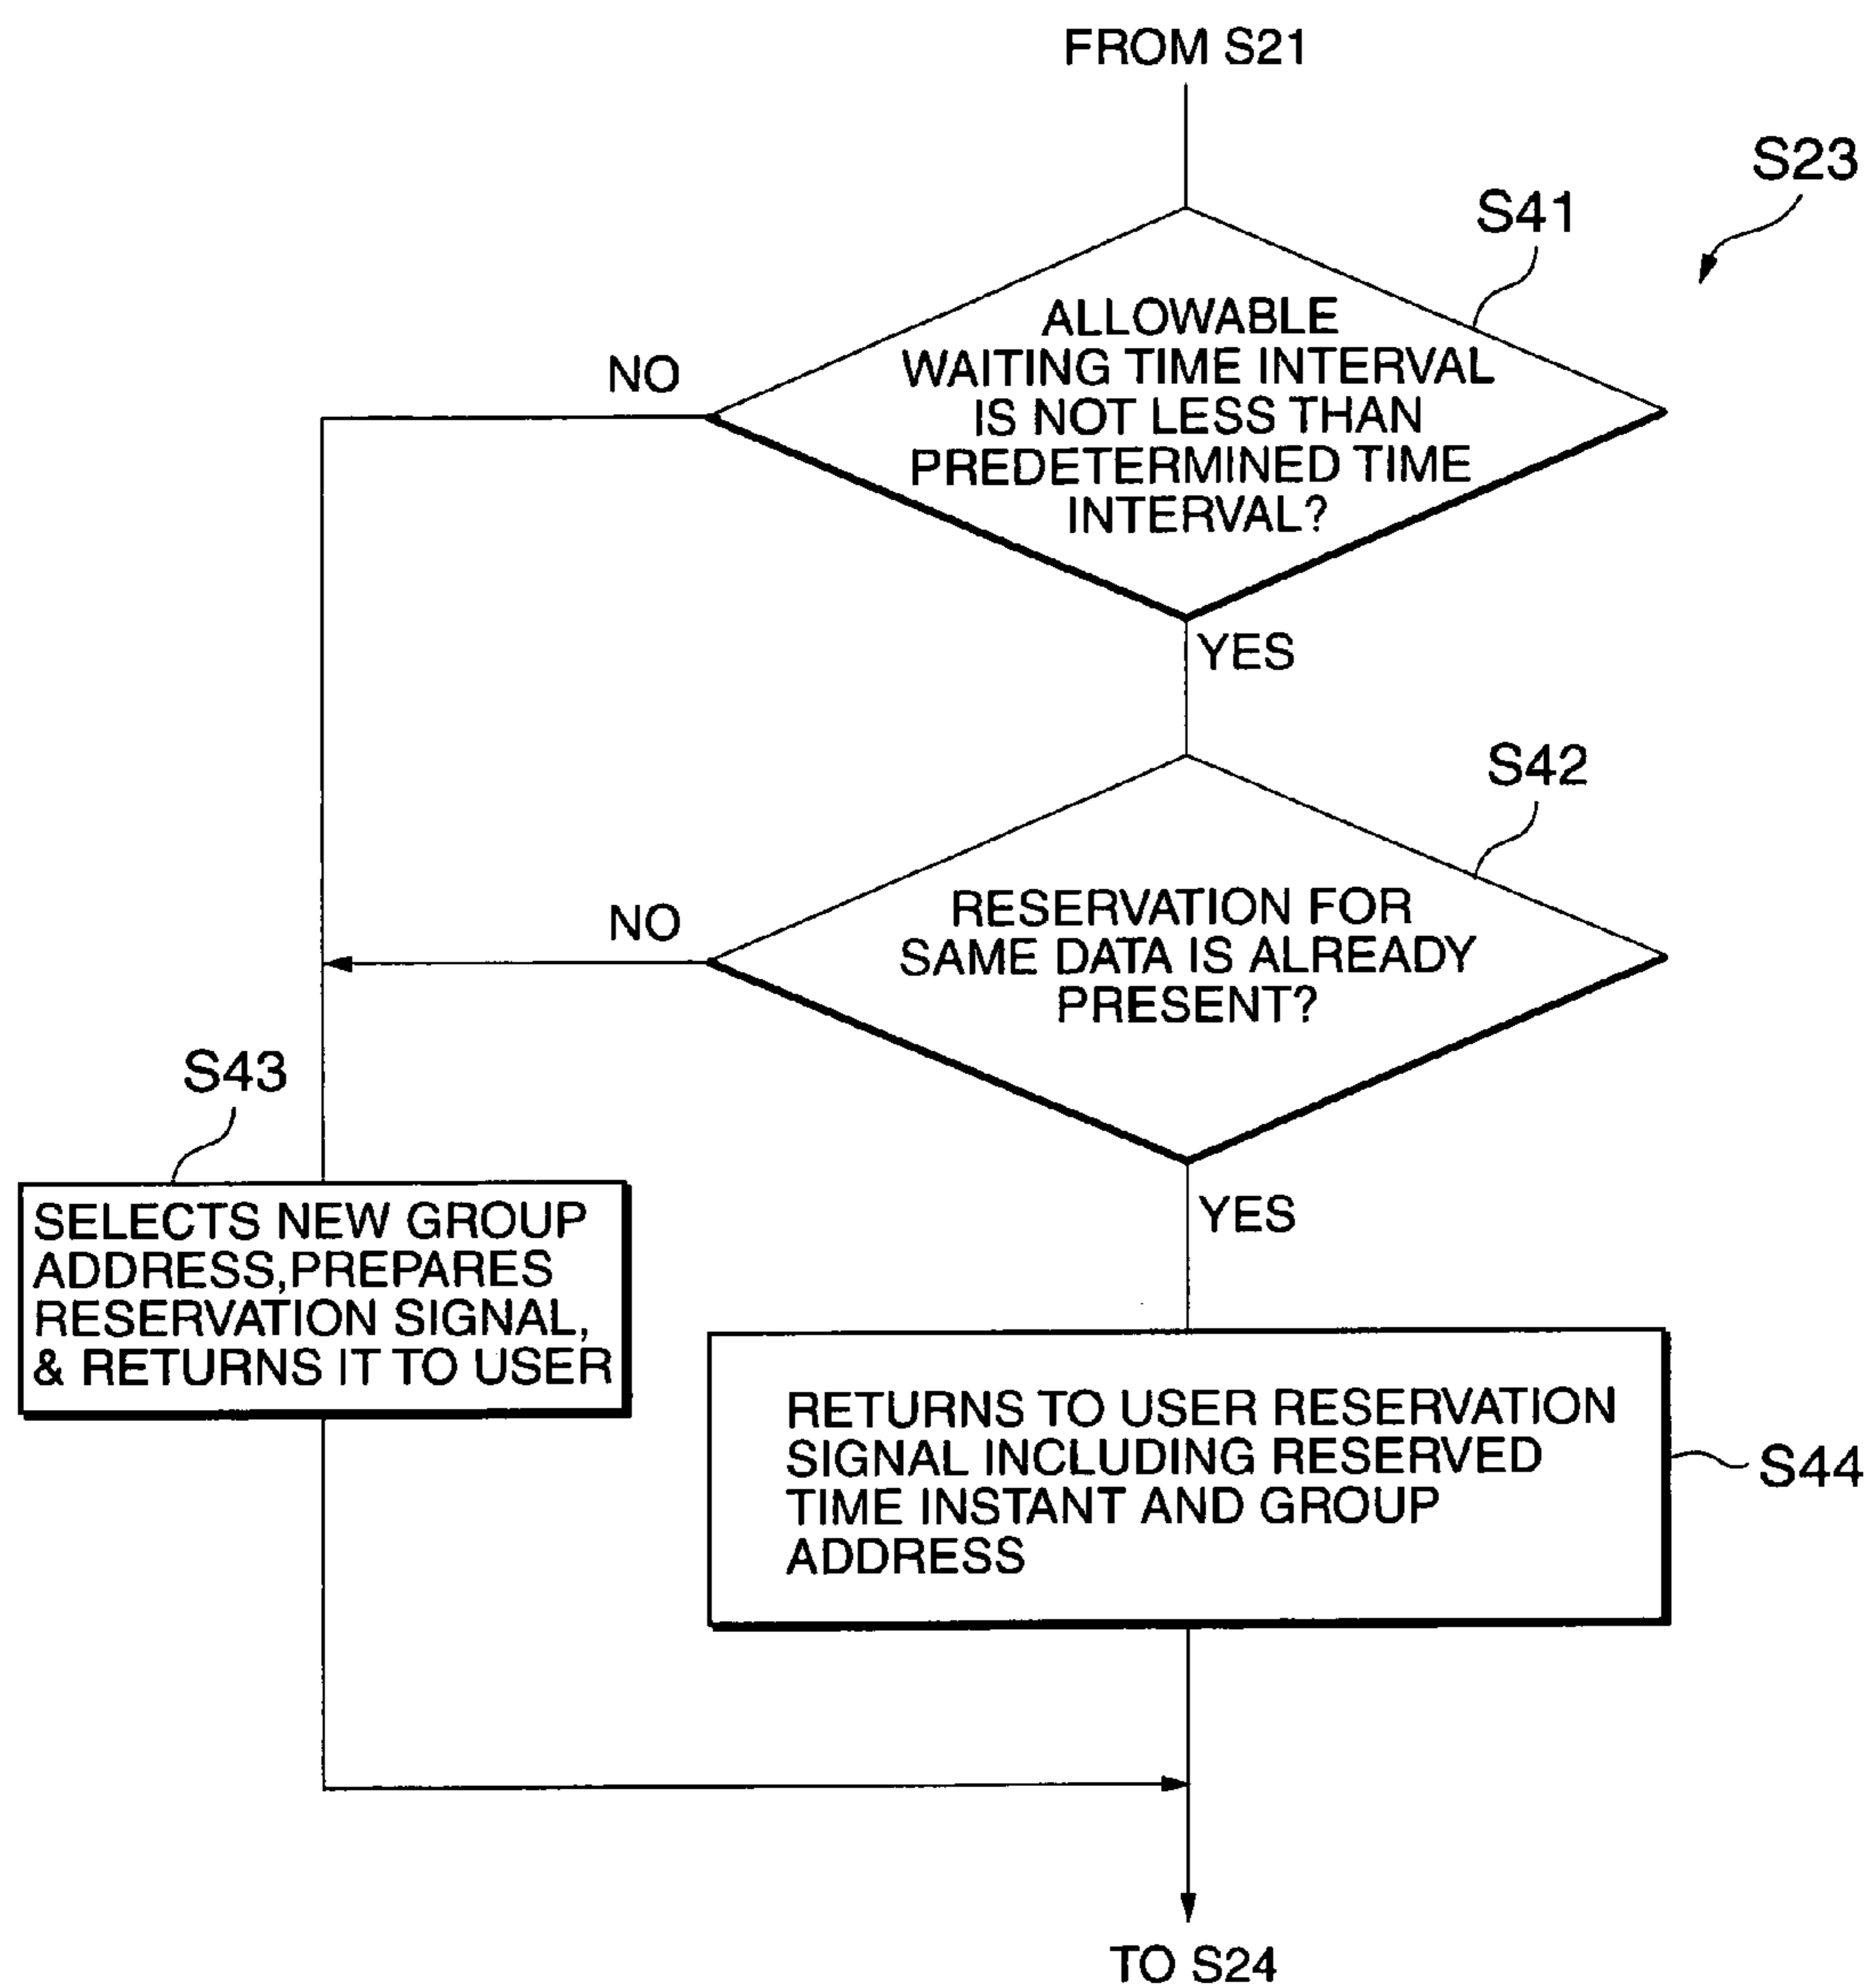 FROM S21
S23
S41
ALLOWABLE
WAITING TIME INTERVAL
IS NOT LESS THAN
PREDETERMINED TIME
INTERVAL?
NO
YES
S42
RESERVATION FOR
SAME DATA IS ALREADY
PRESENT?
NO
YES
S43
SELECTS NEW GROUP
ADDRESS,PREPARES
RESERVATION SIGNAL,
& RETURNS IT TO USER
RETURNS TO USER RESERVATION
SIGNAL INCLUDING RESERVED
TIME INSTANT AND GROUP
ADDRESS
S44
TO S24